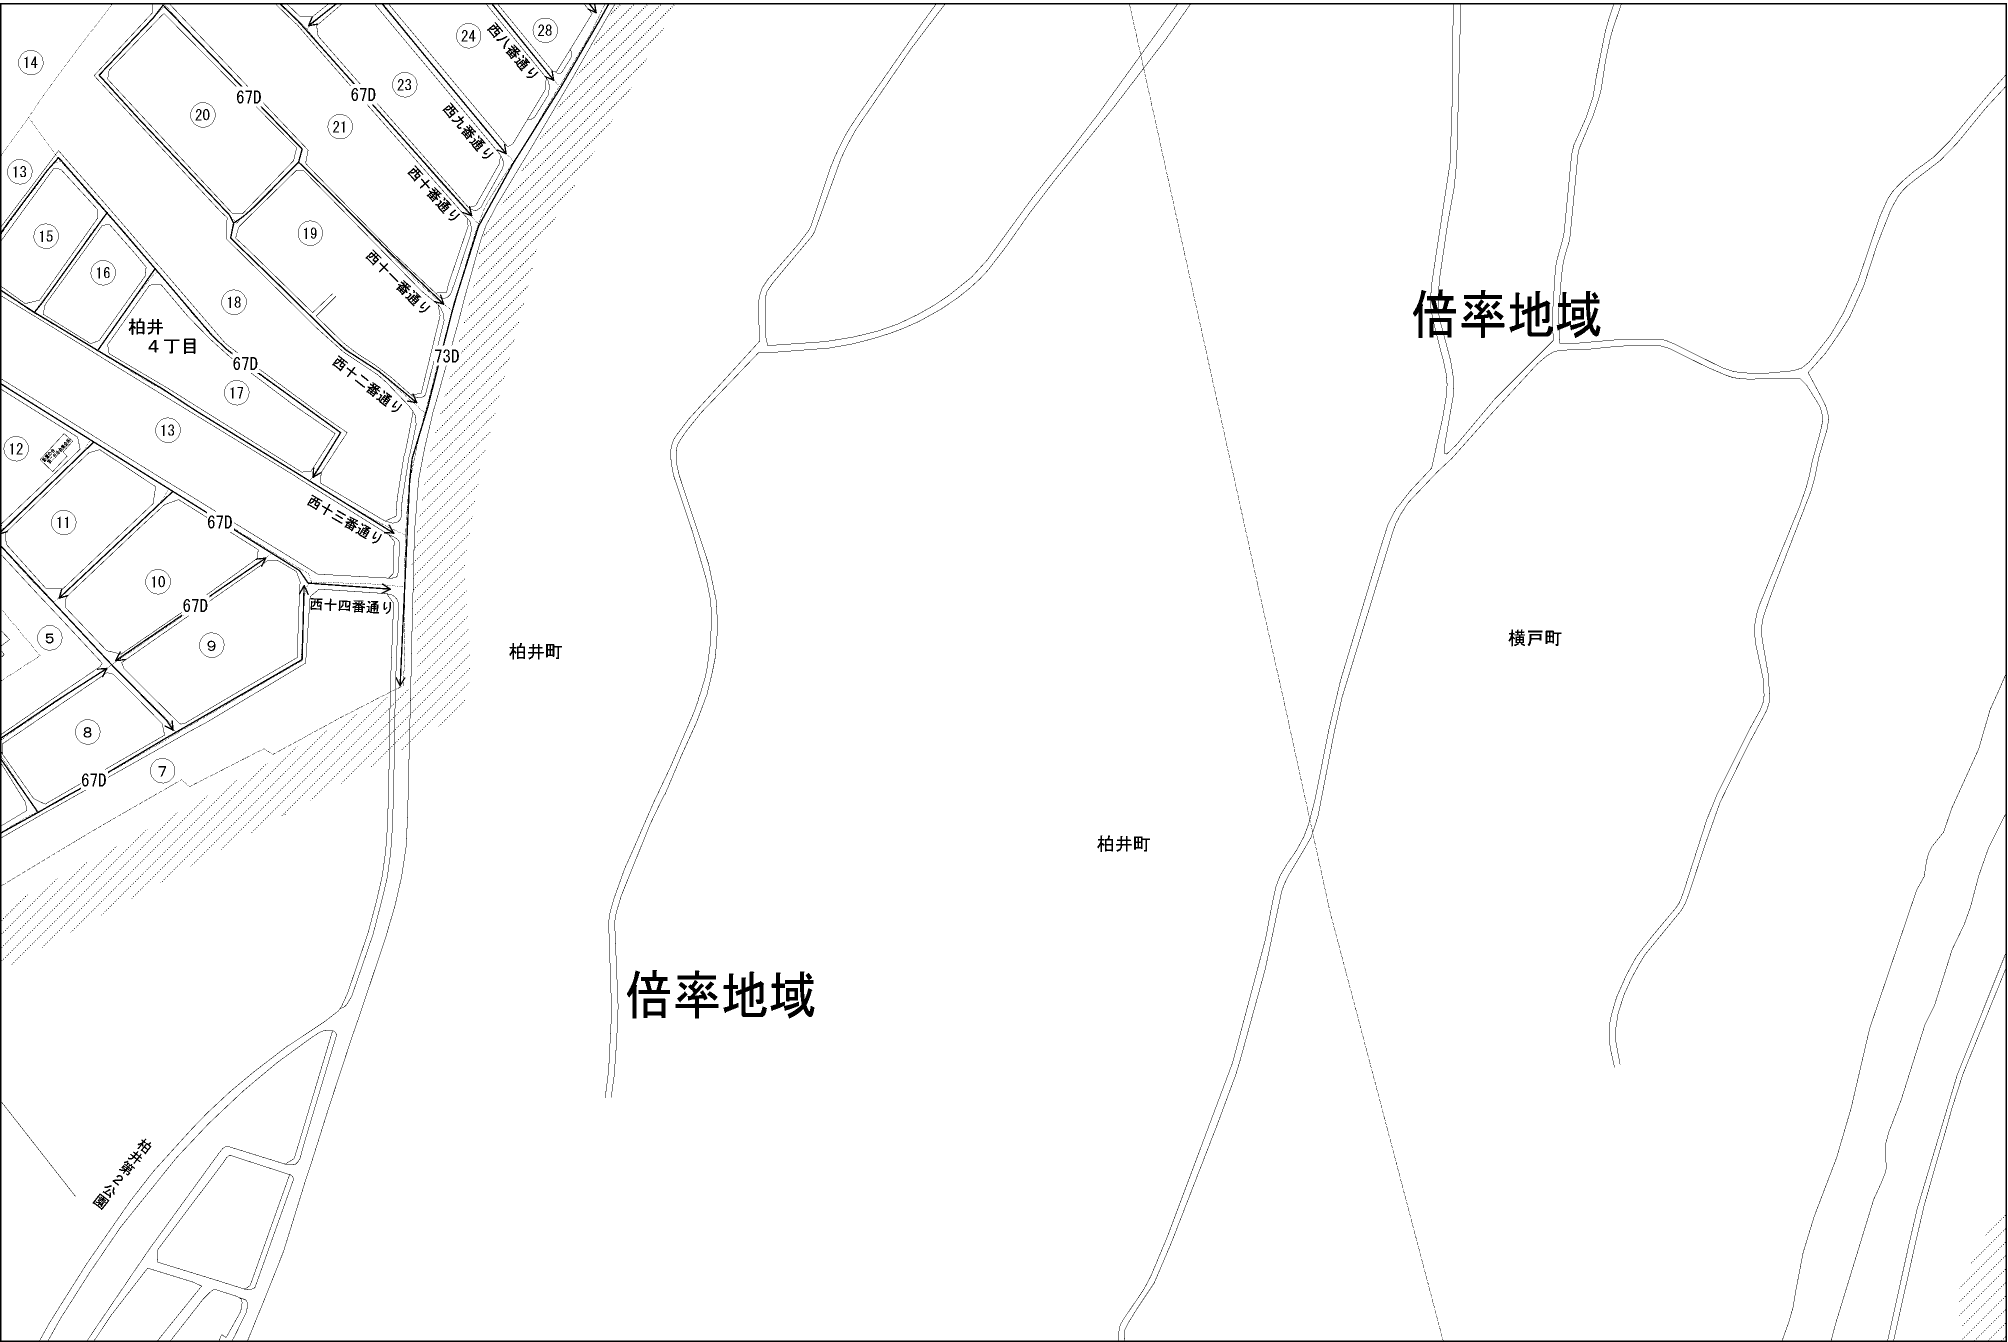 28
24
西八番通り
14
23
67D
67D
20
21
西九番通り
13
西十番通り
15
19
16
西十一番通り
18
倍率地域
柏井
４丁目
73D
67D
西十二番通り
17
13
12
西十三番通り
11
67D
10
67D
西十四番通り
5
9
柏井町
横戸町
8
7
67D
柏井町
倍率地域
柏井第２公園